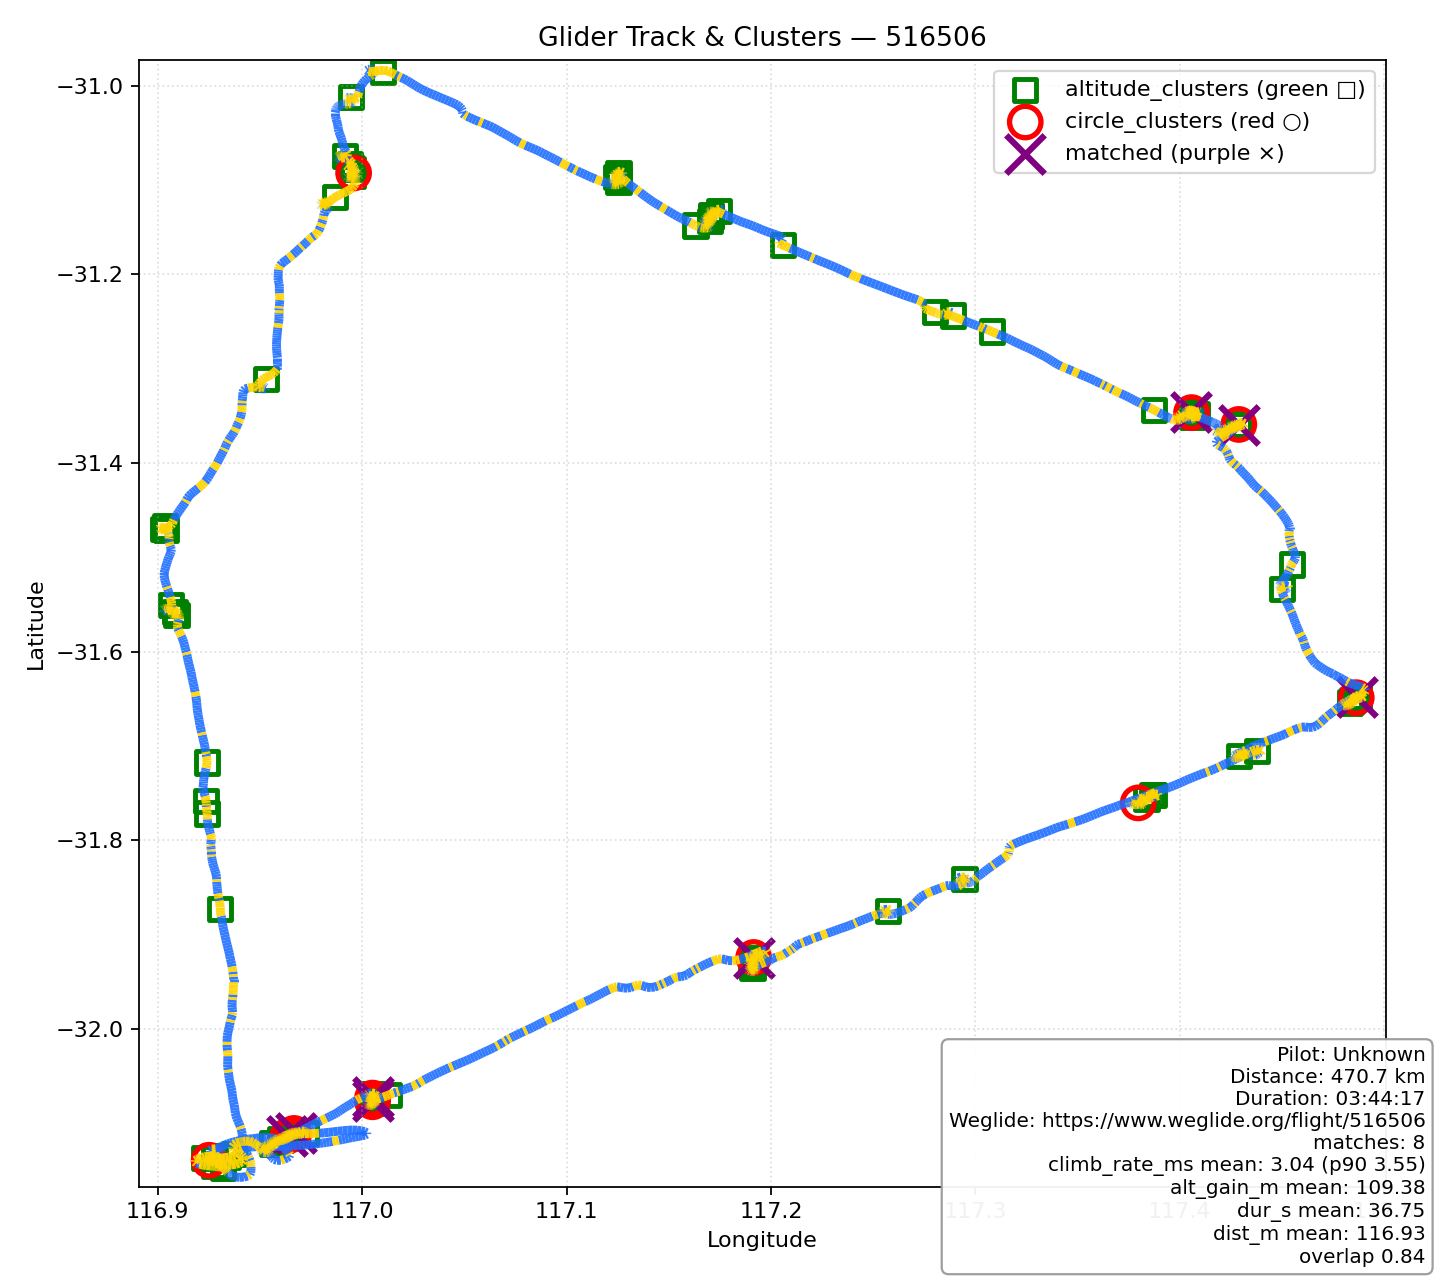 Glider Track & Clusters — 516506
altitude_clusters (green □)
circle_clusters (red ○)
matched (purple ×)
Latitude
−31.0
−31.2
−31.4
−31.6
−31.8
−32.0
116.9
117.0
117.1
117.2
117.3
117.4
Longitude
Pilot: Unknown
Distance: 470.7 km
Duration: 03:44:17
Weglide: https://www.weglide.org/flight/516506
matches: 8
climb_rate_ms mean: 3.04 (p90 3.55)
alt_gain_m mean: 109.38
dur_s mean: 36.75
dist_m mean: 116.93
overlap 0.84